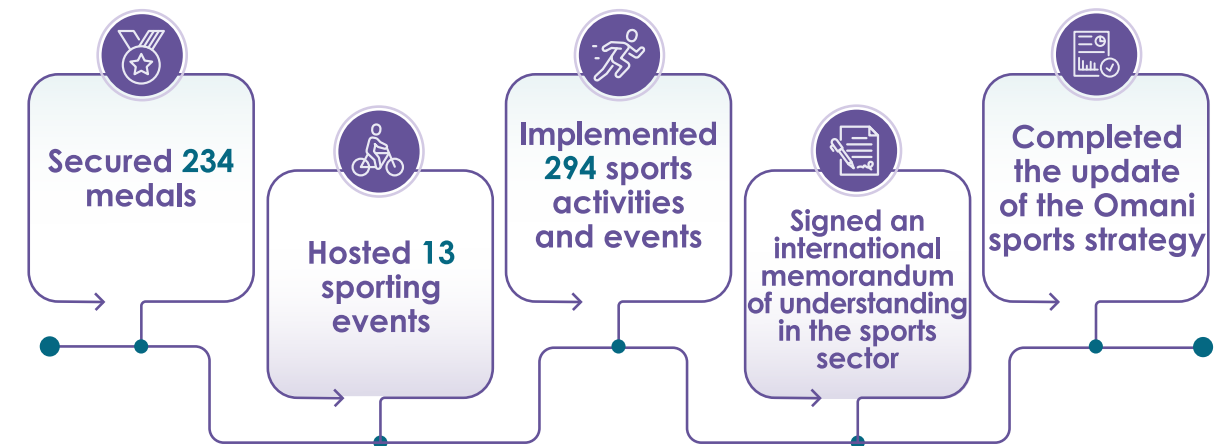 Secured 234
medals
Hosted 13
sporting
events
Implemented
294 sports
activities
and events
Signed an
international
memorandum
of understanding
in the sports
sector
Completed
the update
of the Omani
sports strategy